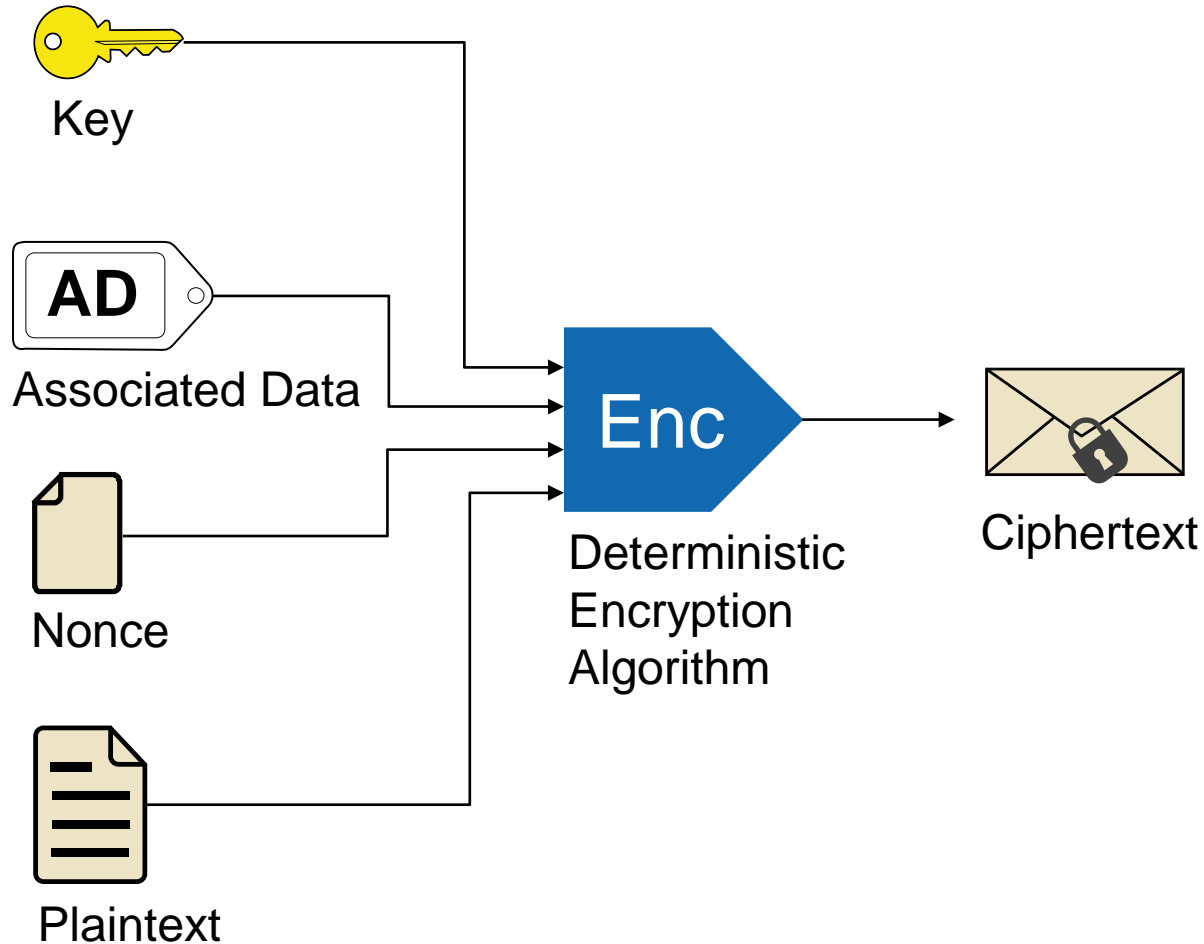 Key
AD
Associated Data
Enc
Nonce
Deterministic
Encryption
Algorithm
Ciphertext
Plaintext